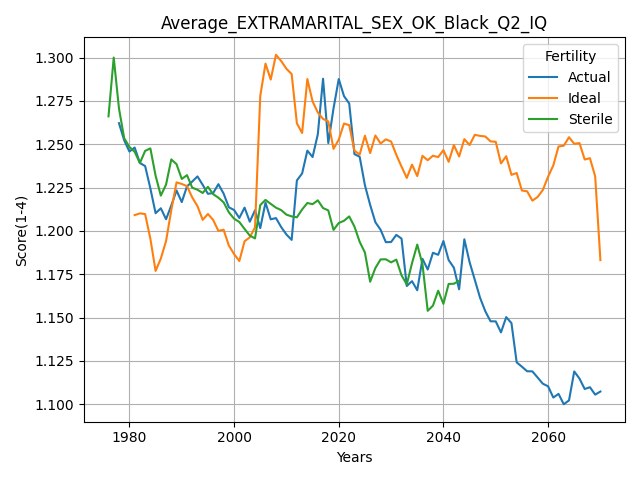 Average_EXTRAMARITAL_SEX_OK_Black_Q2_IQ
Fertility
Actual
Ideal
Sterile
Score(1-4)
1.300
1.275
1.250
1.225
1.200
1.175
1.150
1.125
1.100
1980 2000 2020 2040 2060
Years